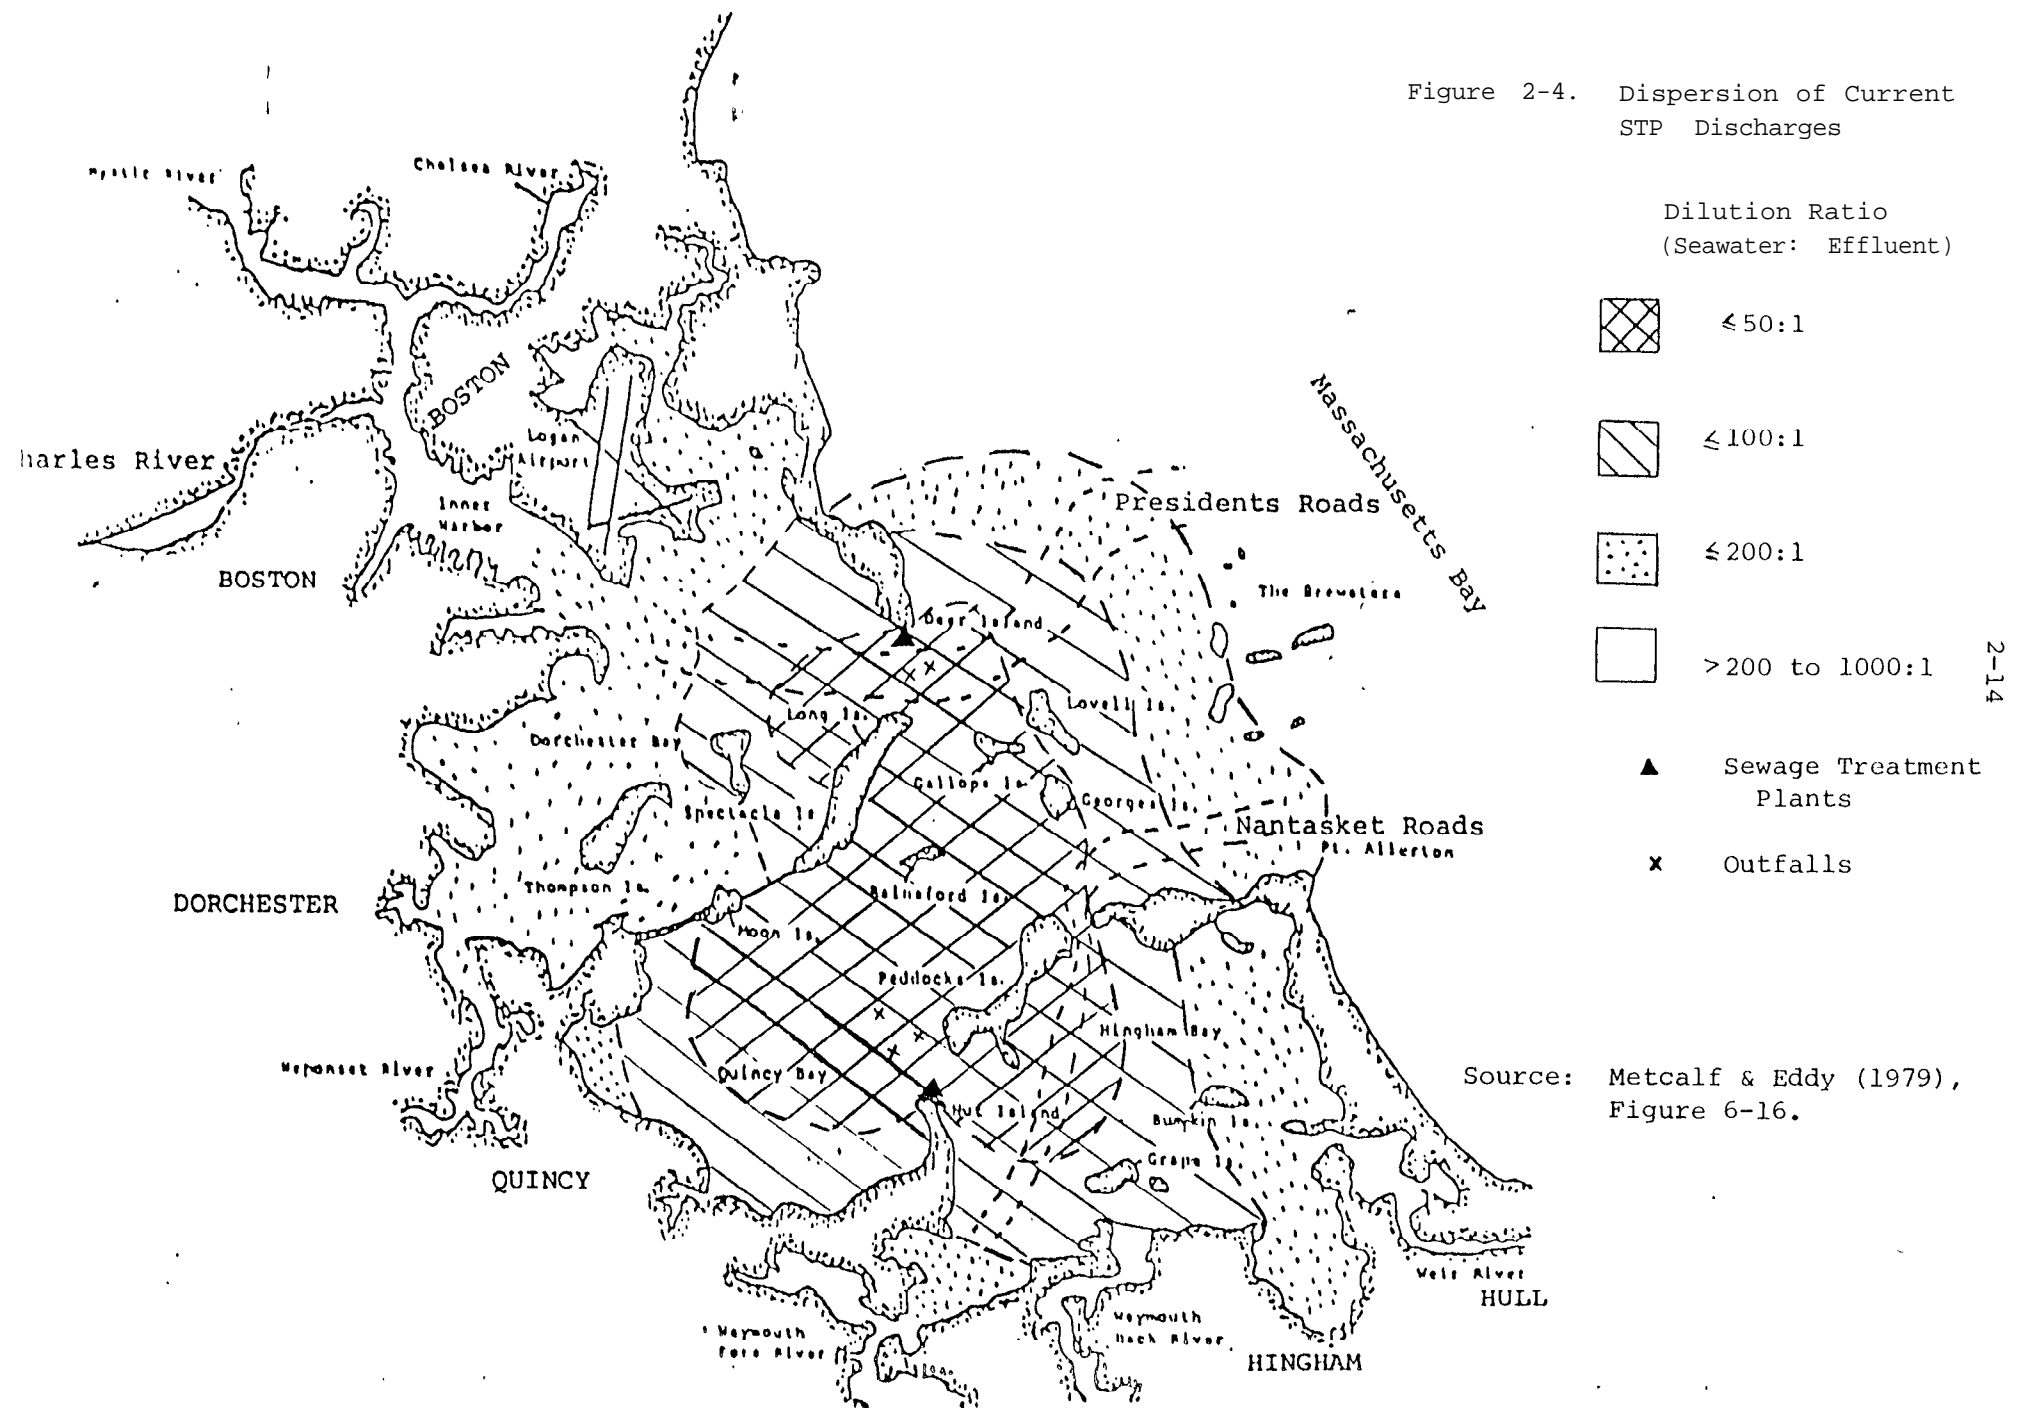 Figure 2-4. Dispersion of Current
STP Discharges
Dilution Ratio
(Seawater: Effluent)
≤50:1
≤100:1
≤200:1
>200 to 1000:1
Sewage Treatment
Plants
x Outfalls
Source: Metcalf & Eddy (1979),
Figure 6-16.
2-14
Mystic River
Chelsea River
BOSTON
Logan
Airport
harles River
Inner
Harbor
BOSTON
Presidents Roads
Massachusetts Bay
The Brewsters
Deer Island
Long Is.
Lovell Is.
Dorchester Bay
Gallops Is
Georges Is.
Spectacle Is
Nantasket Roads
Pt. Allerton
Thompson Is.
DORCHESTER
Moon Is.
Peddocks Is.
Hingham Bay
Neponset River
Quincy Bay
Nut Island
Bumkin Is.
Grape Is.
QUINCY
Weir River
HULL
Weymouth
Fore River
Weymouth
Back River
HINGHAM